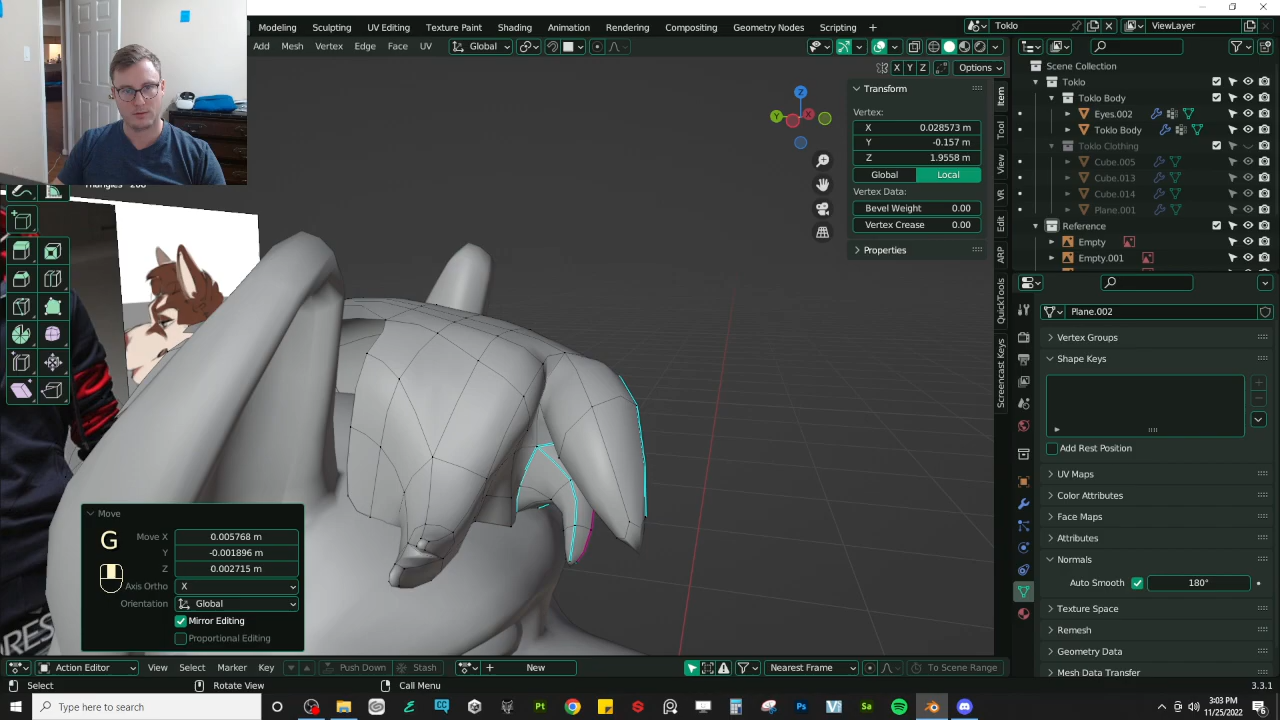 Modeling Sculpting UV Editing Texture Paint Shading Animation Rendering Compositing Geometry Nodes Scripting +
Toklo
ViewLayer
Add Mesh Vertex Edge Face UV
Global
X Y Z
Options
Scene Collection
Toklo
Toklo Body
Eyes.002
Toklo Body
Toklo Clothing
Cube.005
Cube.013
Cube.014
Plane.001
Reference
Empty
Empty.001
Transform
Vertex:
X 0.028573 m
Y -0.157 m
Z 1.9558 m
Global Local
Vertex Data:
Bevel Weight 0.00
Vertex Crease 0.00
Properties
Item
Tool
View
VR
Edit
ARP
QuickTools
Screencast Keys
Z
Y
X
Plane.002
Vertex Groups
Shape Keys
Add Rest Position
UV Maps
Color Attributes
Face Maps
Attributes
Normals
Auto Smooth 180°
Texture Space
Remesh
Geometry Data
Mesh Data Transfer
Move
G
Move X 0.005768 m
Y -0.001896 m
Z 0.002715 m
Axis Ortho X
Orientation Global
Mirror Editing
Proportional Editing
Action Editor View Select Marker Key Push Down Stash New Nearest Frame To Scene Range
Select Rotate View Call Menu 3.3.1
Type here to search
3:03 PM
11/25/2022